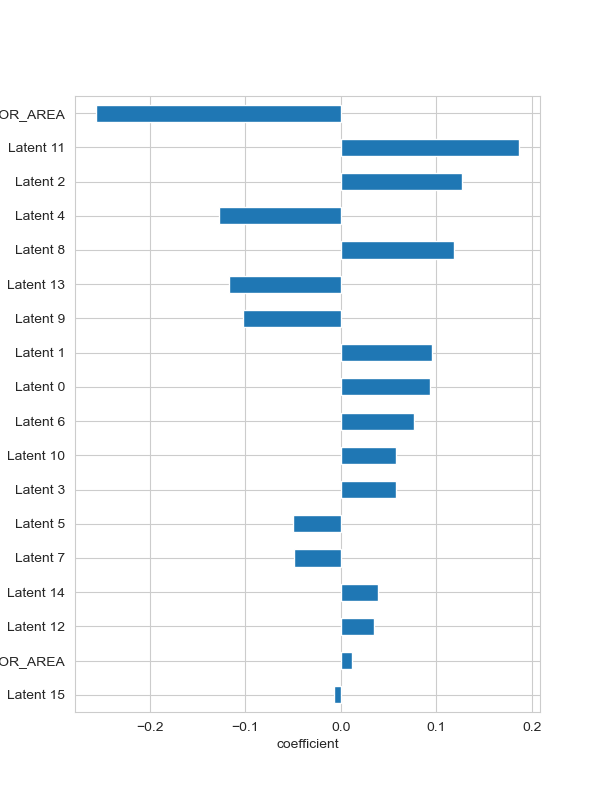 OR_AREA
Latent 11
Latent 2
Latent 4
Latent 8
Latent 13
Latent 9
Latent 1
Latent 0
Latent 6
Latent 10
Latent 3
Latent 5
Latent 7
Latent 14
Latent 12
OR_AREA
Latent 15
−0.2 −0.1 0.0 0.1 0.2
coefficient